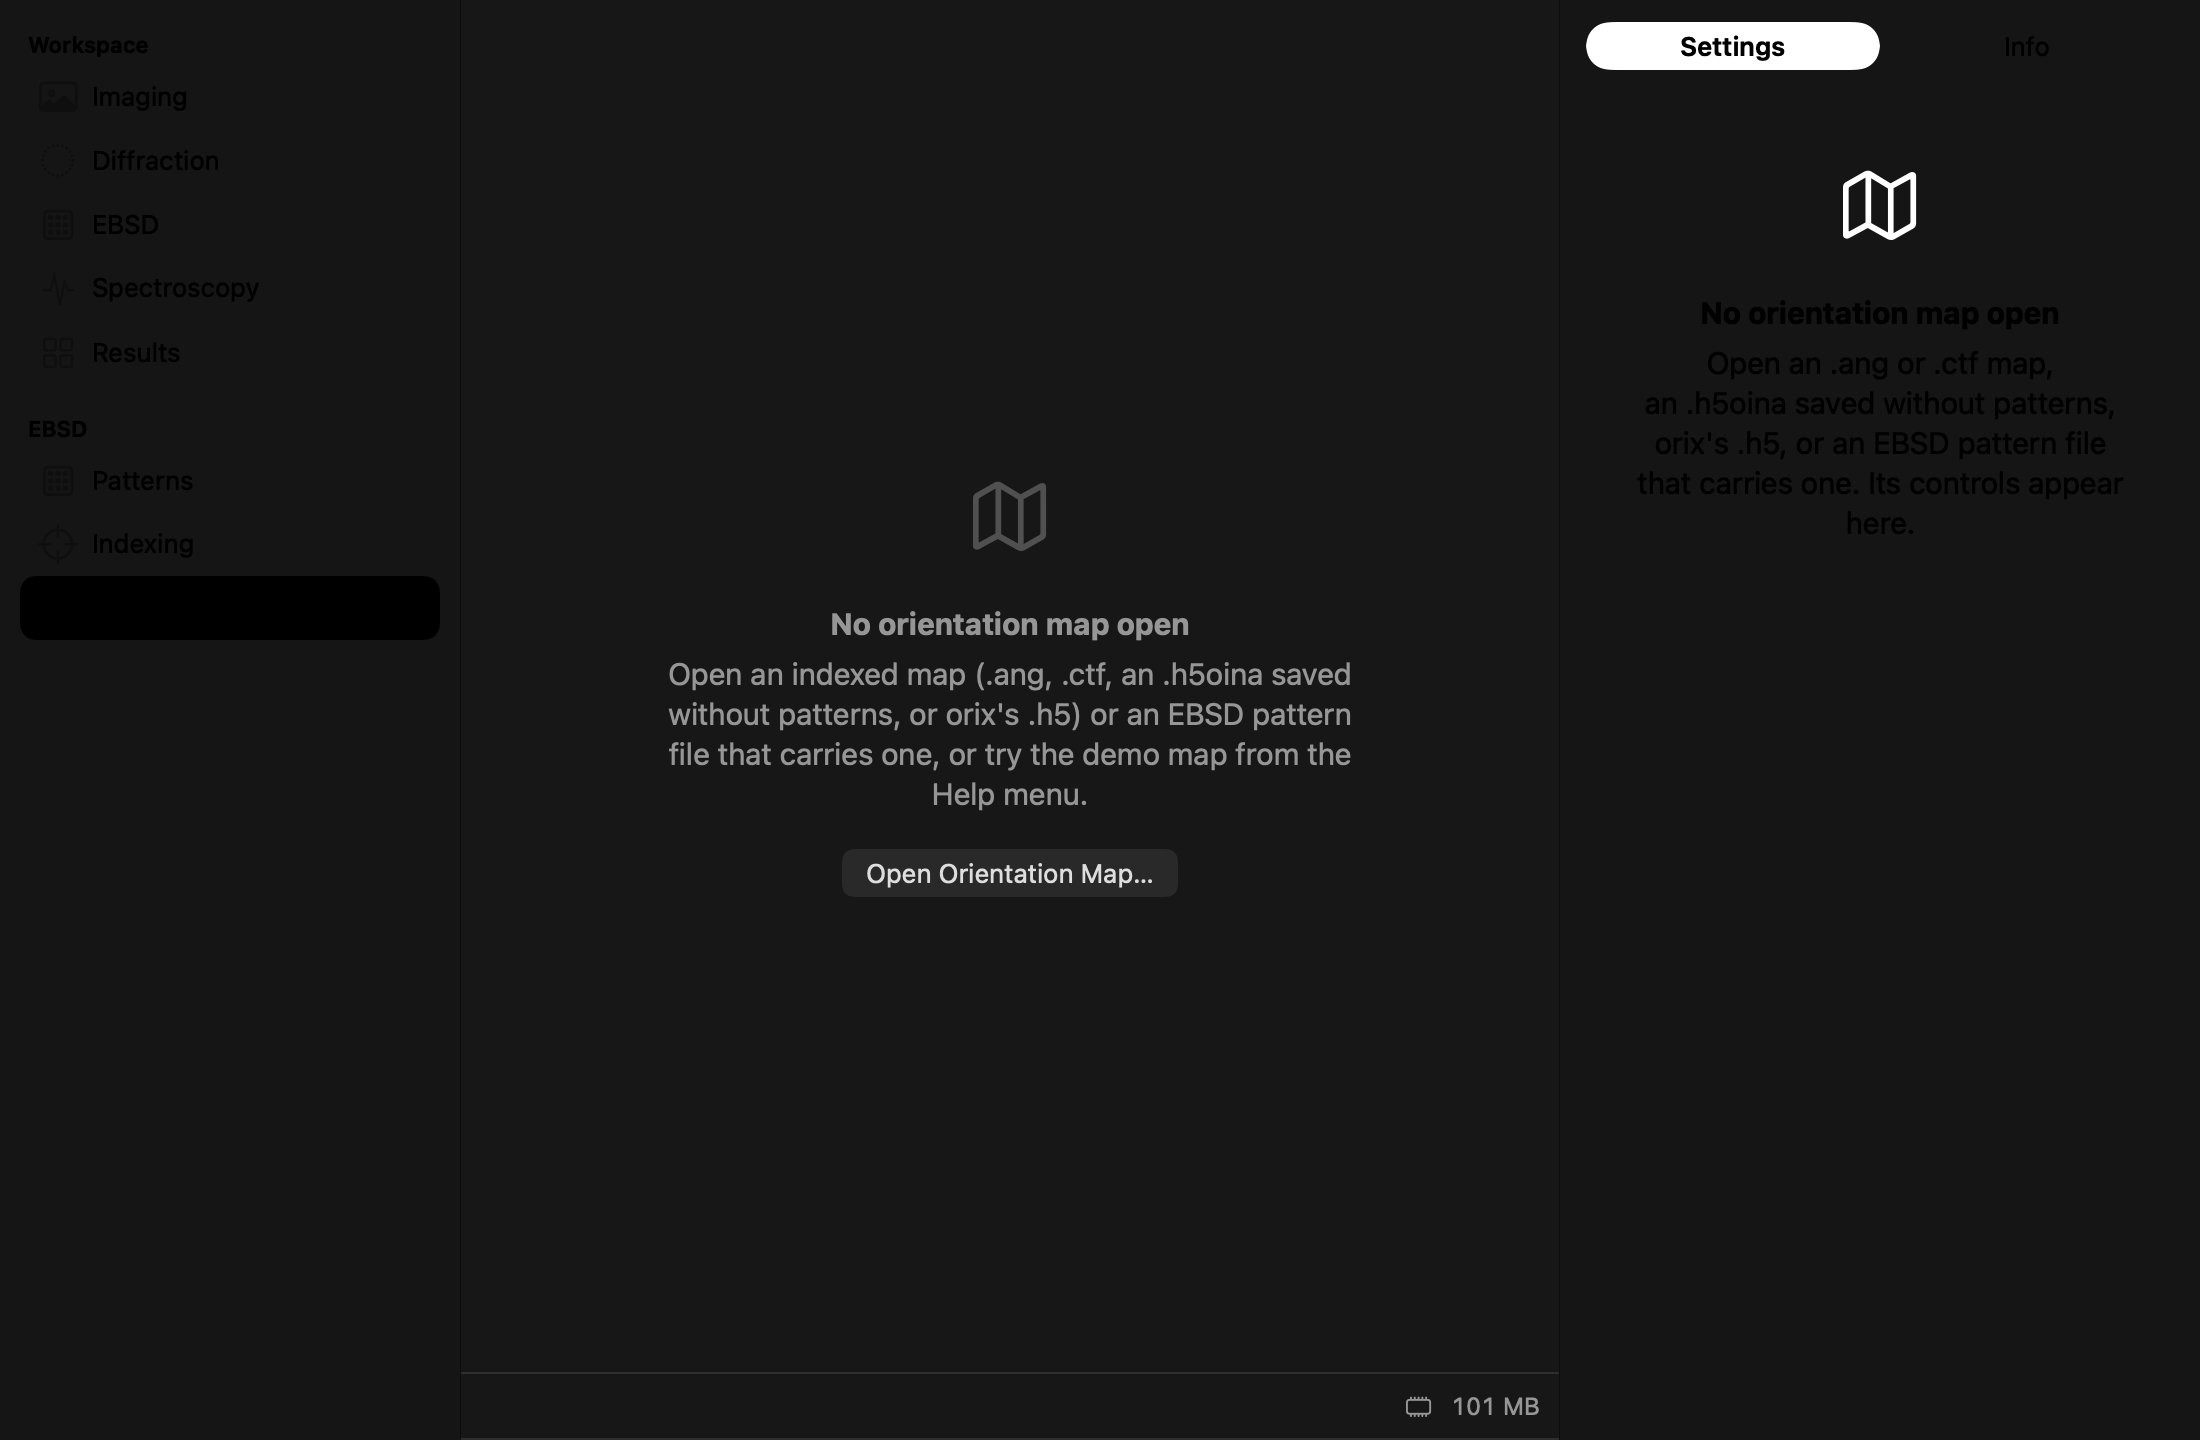 Workspace
Imaging
Diffraction
EBSD
Spectroscopy
Results
EBSD
Patterns
Indexing
No orientation map open
Open an indexed map (.ang, .ctf, an .h5oina saved
without patterns, or orix's .h5) or an EBSD pattern
file that carries one, or try the demo map from the
Help menu.
Open Orientation Map...
101 MB
Settings
Info
No orientation map open
Open an .ang or .ctf map,
an .h5oina saved without patterns,
orix's .h5, or an EBSD pattern file
that carries one. Its controls appear
here.